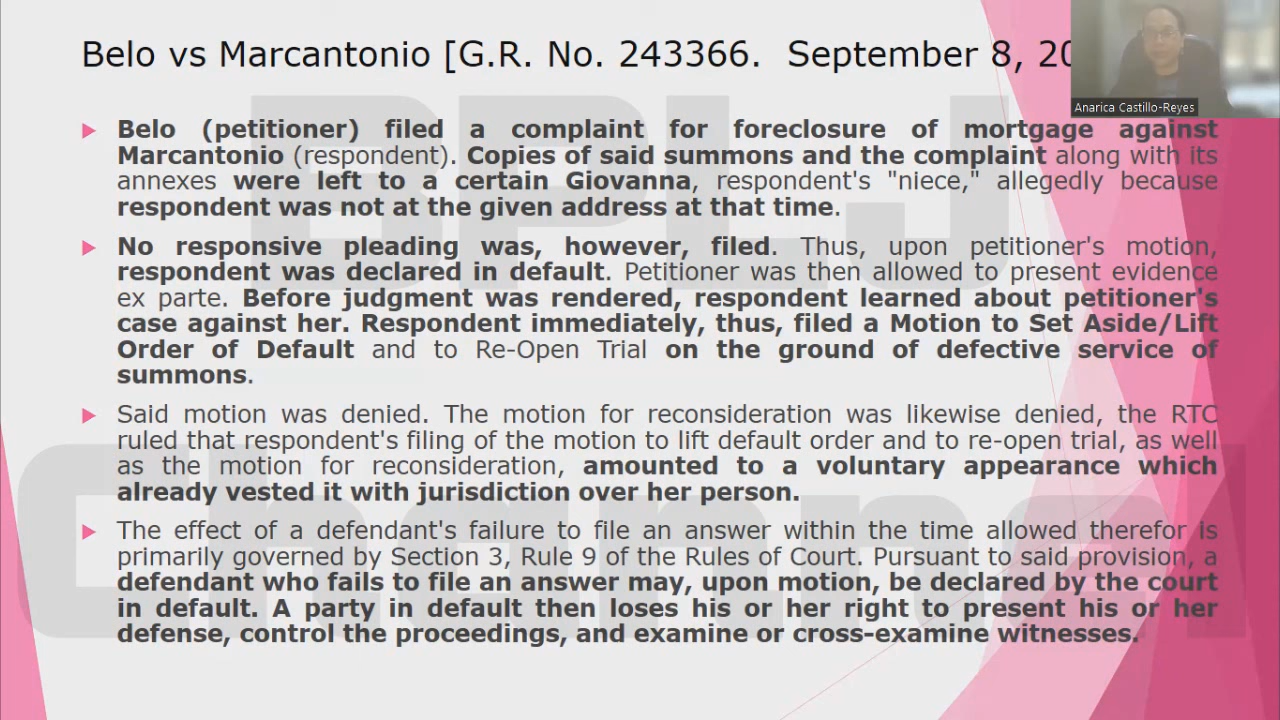 Belo vs Marcantonio [G.R. No. 243366. September 8, 20
Anarica Castillo-Reyes
Belo (petitioner) filed a complaint for foreclosure of mortgage against
Marcantonio (respondent). Copies of said summons and the complaint along with its
annexes were left to a certain Giovanna, respondent's "niece," allegedly because
respondent was not at the given address at that time.
No responsive pleading was, however, filed. Thus, upon petitioner's motion,
respondent was declared in default. Petitioner was then allowed to present evidence
ex parte. Before judgment was rendered, respondent learned about petitioner's
case against her. Respondent immediately, thus, filed a Motion to Set Aside/Lift
Order of Default and to Re-Open Trial on the ground of defective service of
summons.
Said motion was denied. The motion for reconsideration was likewise denied, the RTC
ruled that respondent's filing of the motion to lift default order and to re-open trial, as well
as the motion for reconsideration, amounted to a voluntary appearance which
already vested it with jurisdiction over her person.
The effect of a defendant's failure to file an answer within the time allowed therefor is
primarily governed by Section 3, Rule 9 of the Rules of Court. Pursuant to said provision, a
defendant who fails to file an answer may, upon motion, be declared by the court
in default. A party in default then loses his or her right to present his or her
defense, control the proceedings, and examine or cross-examine witnesses.
BPLJ
Channel